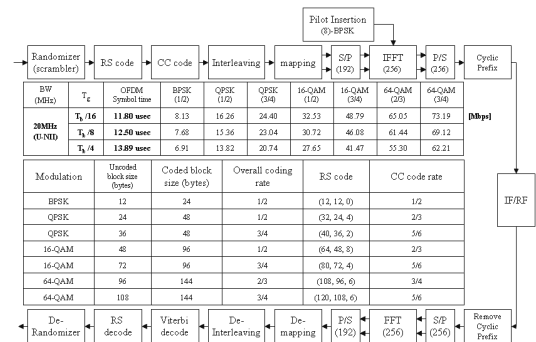 Pilot Insertion
(8)-BPSK
Randomizer
(scrambler)
RS code
CC code
Interleaving
mapping
S/P
(192)
IFFT
(256)
P/S
(256)
Cyclic
Prefix
BW
(MHz)
Tg
OFDM
Symbol time
BPSK
(1/2)
QPSK
(1/2)
QPSK
(3/4)
16-QAM
(1/2)
16-QAM
(3/4)
64-QAM
(2/3)
64-QAM
(3/4)
20MHz
(U-NII)
Tb /16 11.80 usec 8.13 16.26 24.40 32.53 48.79 65.05 73.19 [Mbps]
Tb /8 12.50 usec 7.68 15.36 23.04 30.72 46.08 61.44 69.12
Tb /4 13.89 usec 6.91 13.82 20.74 27.65 41.47 55.30 62.21
Modulation
Uncoded
block size
(bytes)
Coded block
size (bytes)
Overall coding
rate
RS code
CC code rate
BPSK 12 24 1/2 (12, 12, 0) 1/2
QPSK 24 48 1/2 (32, 24, 4) 2/3
QPSK 36 48 3/4 (40, 36, 2) 5/6
16-QAM 48 96 1/2 (64, 48, 8) 2/3
16-QAM 72 96 3/4 (80, 72, 4) 5/6
64-QAM 96 144 2/3 (108, 96, 6) 3/4
64-QAM 108 144 3/4 (120, 108, 6) 5/6
IF/RF
De-
Randomizer
RS
decode
Viterbi
decode
De-
Interleaving
De-
mapping
P/S
(192)
FFT
(256)
S/P
(256)
Remove
Cyclic
Prefix